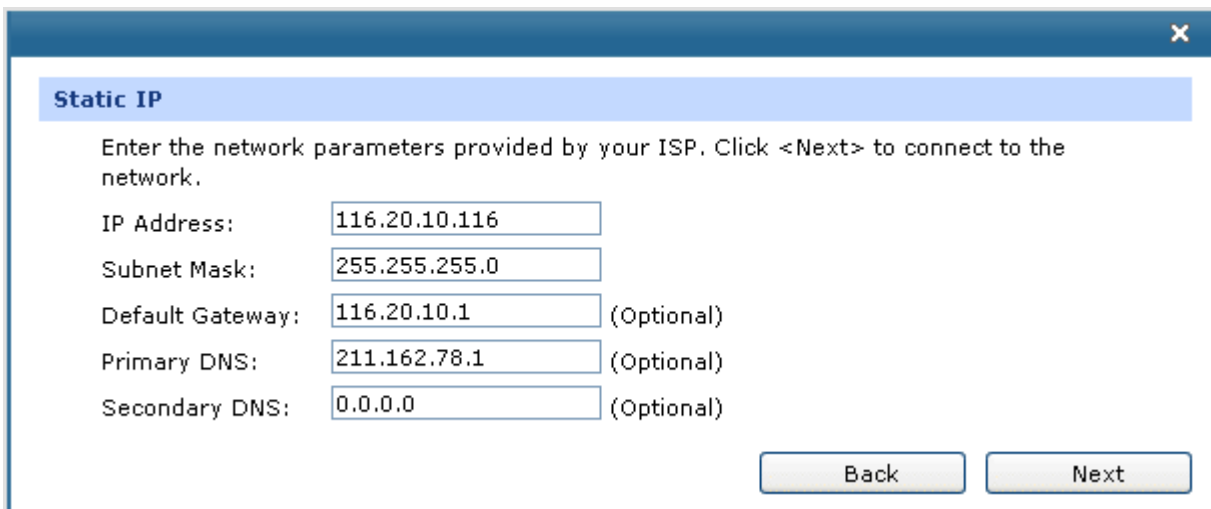 Static IP
Enter the network parameters provided by your ISP. Click <Next> to connect to the
network.
IP Address: 116.20.10.116
Subnet Mask: 255.255.255.0
Default Gateway: 116.20.10.1 (Optional)
Primary DNS: 211.162.78.1 (Optional)
Secondary DNS: 0.0.0.0 (Optional)
Back Next